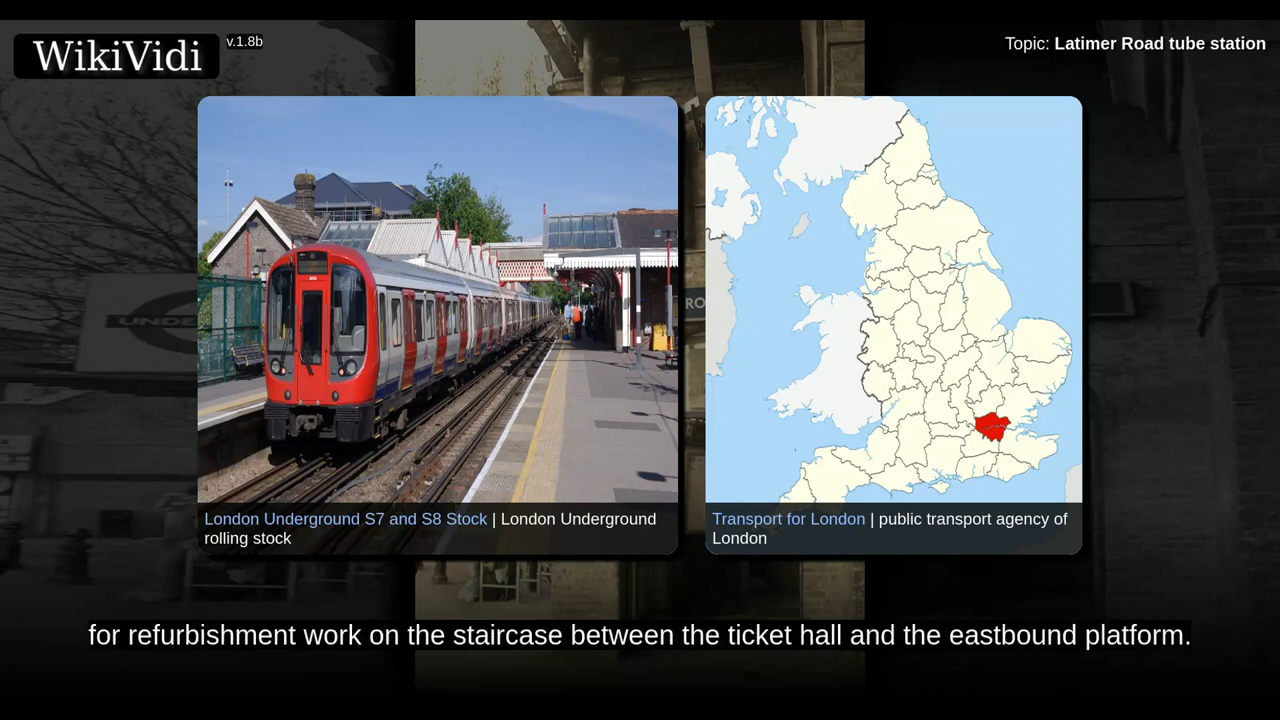 WikiVidi
v.1.8b
Topic: Latimer Road tube station
UNDE
RO
London Underground S7 and S8 Stock | London Underground
rolling stock
Transport for London | public transport agency of
London
for refurbishment work on the staircase between the ticket hall and the eastbound platform.